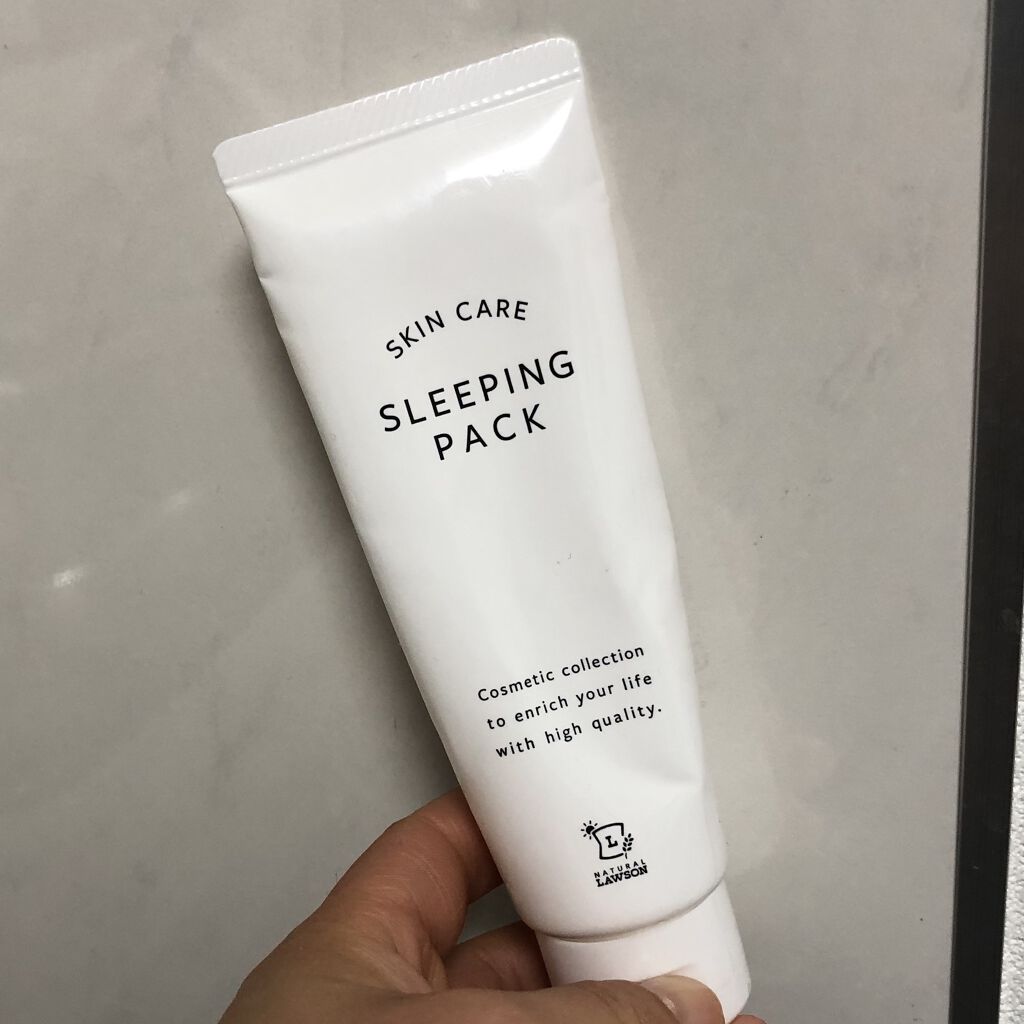 SKIN CARE
SLEEPING
PACK
Cosmetic collection
to enrich your life
with high quality.
L
NATURAL
LAWSON